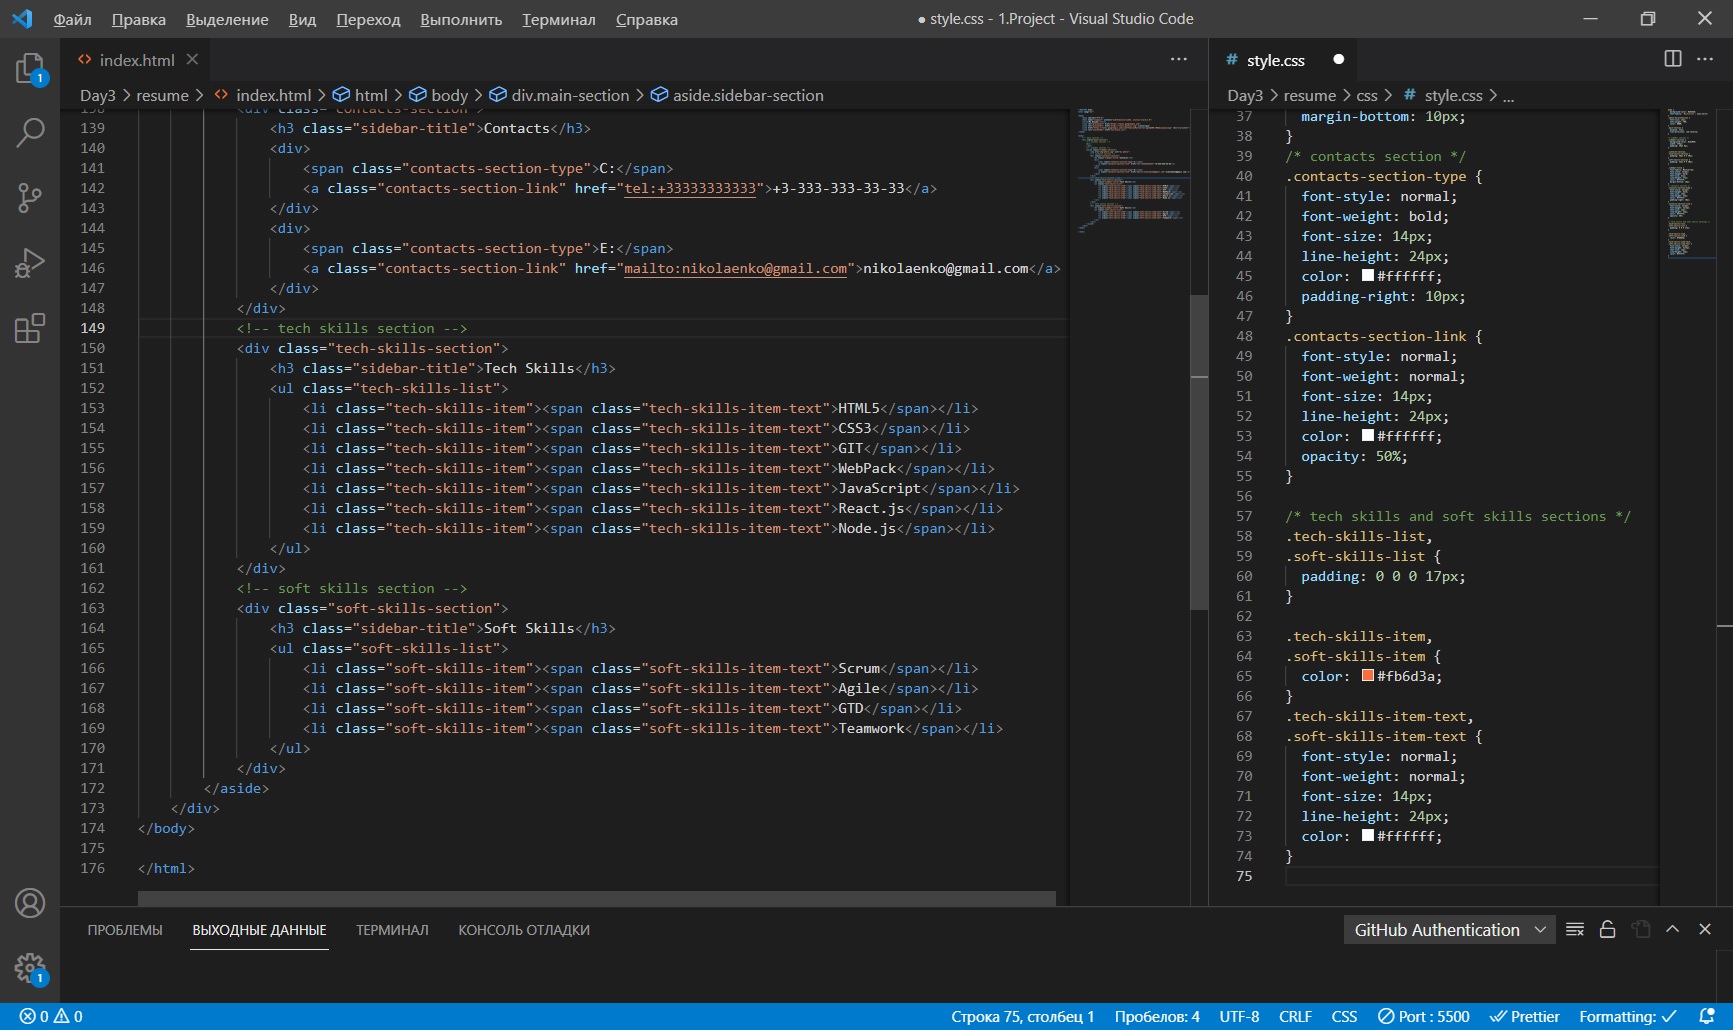 Файл Правка Выделение Вид Переход Выполнить Терминал Справка ● style.css - 1.Project - Visual Studio Code
index.html
Day3 > resume > index.html > html > body > div.main-section > aside.sidebar-section
139 <h3 class="sidebar-title">Contacts</h3>
140 <div>
141 <span class="contacts-section-type">C:</span>
142 <a class="contacts-section-link" href="tel:+33333333333">+3-333-333-33-33</a>
143 </div>
144 <div>
145 <span class="contacts-section-type">E:</span>
146 <a class="contacts-section-link" href="mailto:nikolaenko@gmail.com">nikolaenko@gmail.com</a>
147 </div>
148 </div>
149 <!-- tech skills section -->
150 <div class="tech-skills-section">
151 <h3 class="sidebar-title">Tech Skills</h3>
152 <ul class="tech-skills-list">
153 <li class="tech-skills-item"><span class="tech-skills-item-text">HTML5</span></li>
154 <li class="tech-skills-item"><span class="tech-skills-item-text">CSS3</span></li>
155 <li class="tech-skills-item"><span class="tech-skills-item-text">GIT</span></li>
156 <li class="tech-skills-item"><span class="tech-skills-item-text">WebPack</span></li>
157 <li class="tech-skills-item"><span class="tech-skills-item-text">JavaScript</span></li>
158 <li class="tech-skills-item"><span class="tech-skills-item-text">React.js</span></li>
159 <li class="tech-skills-item"><span class="tech-skills-item-text">Node.js</span></li>
160 </ul>
161 </div>
162 <!-- soft skills section -->
163 <div class="soft-skills-section">
164 <h3 class="sidebar-title">Soft Skills</h3>
165 <ul class="soft-skills-list">
166 <li class="soft-skills-item"><span class="soft-skills-item-text">Scrum</span></li>
167 <li class="soft-skills-item"><span class="soft-skills-item-text">Agile</span></li>
168 <li class="soft-skills-item"><span class="soft-skills-item-text">GTD</span></li>
169 <li class="soft-skills-item"><span class="soft-skills-item-text">Teamwork</span></li>
170 </ul>
171 </div>
172 </aside>
173 </div>
174 </body>
175
176 </html>
# style.css ●
Day3 > resume > css > # style.css > ...
37 margin-bottom: 10px;
38 }
39 /* contacts section */
40 .contacts-section-type {
41 font-style: normal;
42 font-weight: bold;
43 font-size: 14px;
44 line-height: 24px;
45 color: #ffffff;
46 padding-right: 10px;
47 }
48 .contacts-section-link {
49 font-style: normal;
50 font-weight: normal;
51 font-size: 14px;
52 line-height: 24px;
53 color: #ffffff;
54 opacity: 50%;
55 }
56
57 /* tech skills and soft skills sections */
58 .tech-skills-list,
59 .soft-skills-list {
60 padding: 0 0 0 17px;
61 }
62
63 .tech-skills-item,
64 .soft-skills-item {
65 color: #fb6d3a;
66 }
67 .tech-skills-item-text,
68 .soft-skills-item-text {
69 font-style: normal;
70 font-weight: normal;
71 font-size: 14px;
72 line-height: 24px;
73 color: #ffffff;
74 }
75
ПРОБЛЕМЫ ВЫХОДНЫЕ ДАННЫЕ ТЕРМИНАЛ КОНСОЛЬ ОТЛАДКИ GitHub Authentication
1
1
0 0 Строка 75, столбец 1 Пробелов: 4 UTF-8 CRLF CSS Port : 5500 Prettier Formatting: ✓